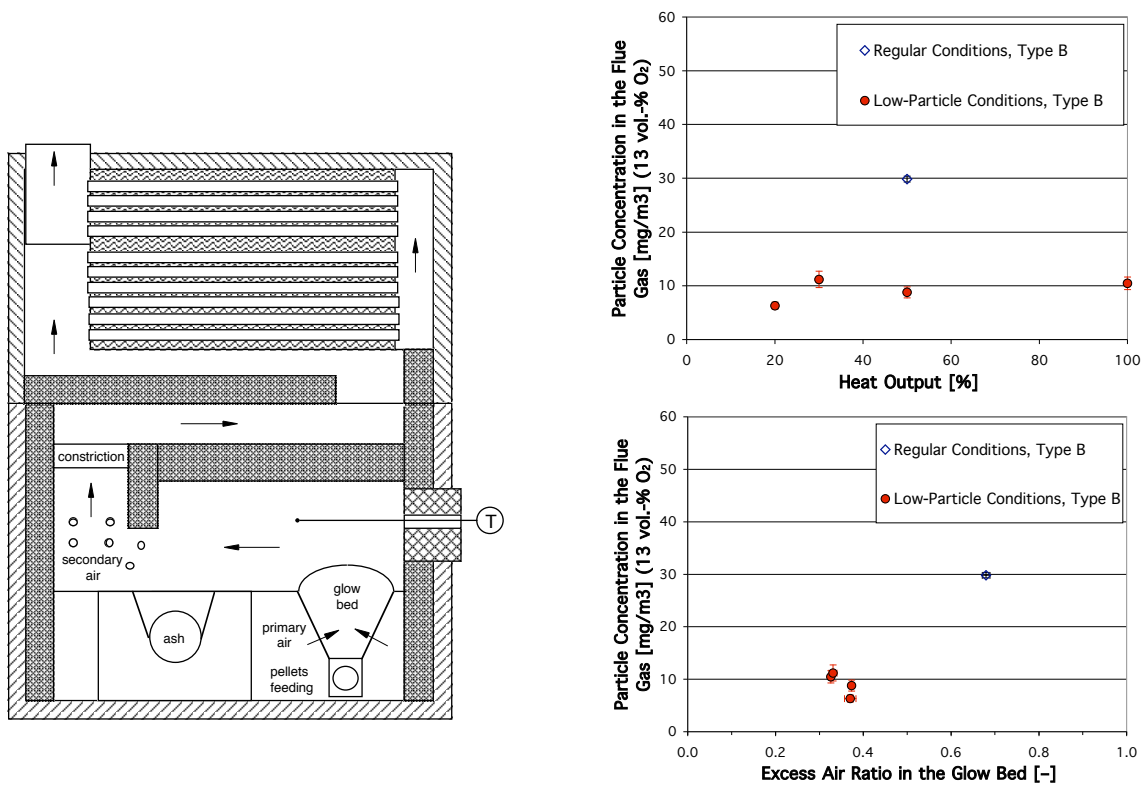 constriction
T
secondary
air
glow
bed
ash
primary
air
pellets
feeding
Particle Concentration in the Flue
Gas [mg/m3] (13 vol.-% O₂)
60
50
40
30
20
10
0
Regular Conditions, Type B
Low-Particle Conditions, Type B
0 20 40 60 80 100
Heat Output [%]
Particle Concentration in the Flue
Gas [mg/m3] (13 vol.-% O₂)
60
50
40
30
20
10
0
Regular Conditions, Type B
Low-Particle Conditions, Type B
0.0 0.2 0.4 0.6 0.8 1.0
Excess Air Ratio in the Glow Bed [–]